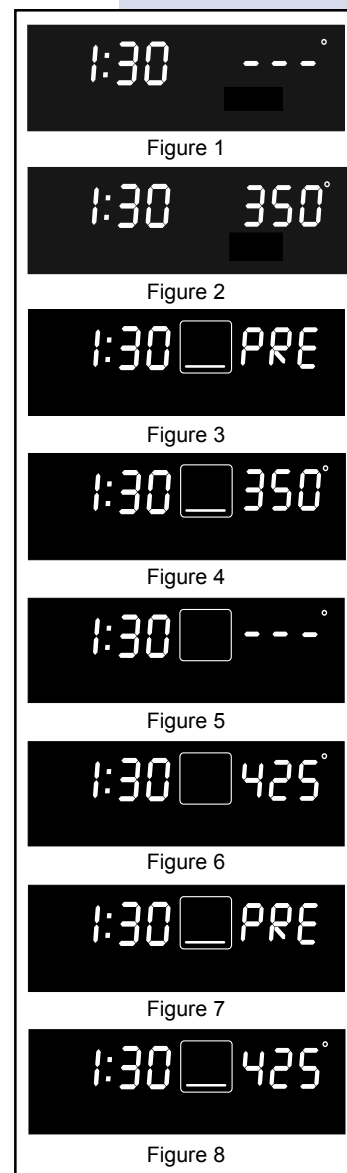 1:30 - - -°
Figure 1
1:30 350°
Figure 2
1:30 PRE
Figure 3
1:30 350°
Figure 4
1:30 - - -°
Figure 5
1:30 425°
Figure 6
1:30 PRE
Figure 7
1:30 425°
Figure 8